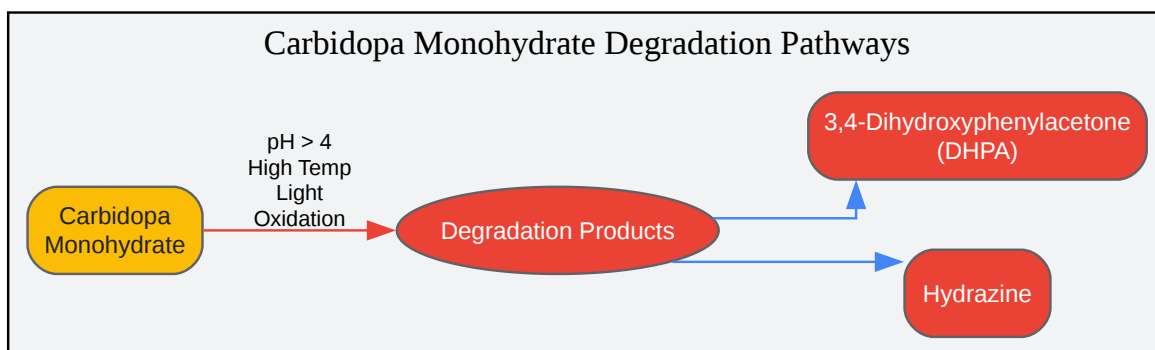 Carbidopa Monohydrate Degradation Pathways
3,4-Dihydroxyphenylacetone
(DHPA)
pH > 4
High Temp
Light
Oxidation
Carbidopa
Monohydrate
Degradation Products
Hydrazine